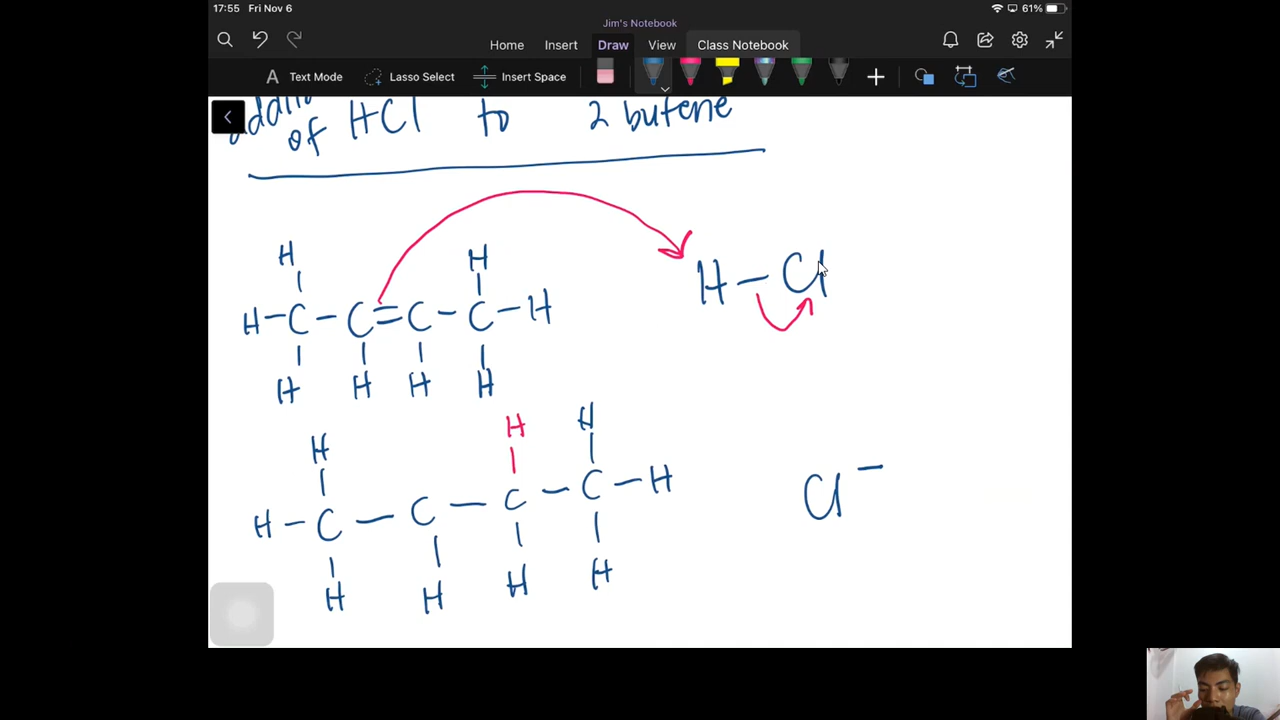 17:55 Fri Nov 6
61%
Jim's Notebook
Home Insert Draw View Class Notebook
A Text Mode Lasso Select Insert Space
of HCl to 2 butene
H H
H-C-C=C-C-H
H H H H
H-Cl
H H H
H-C-C-C-C-H
H H H H
Cl⁻